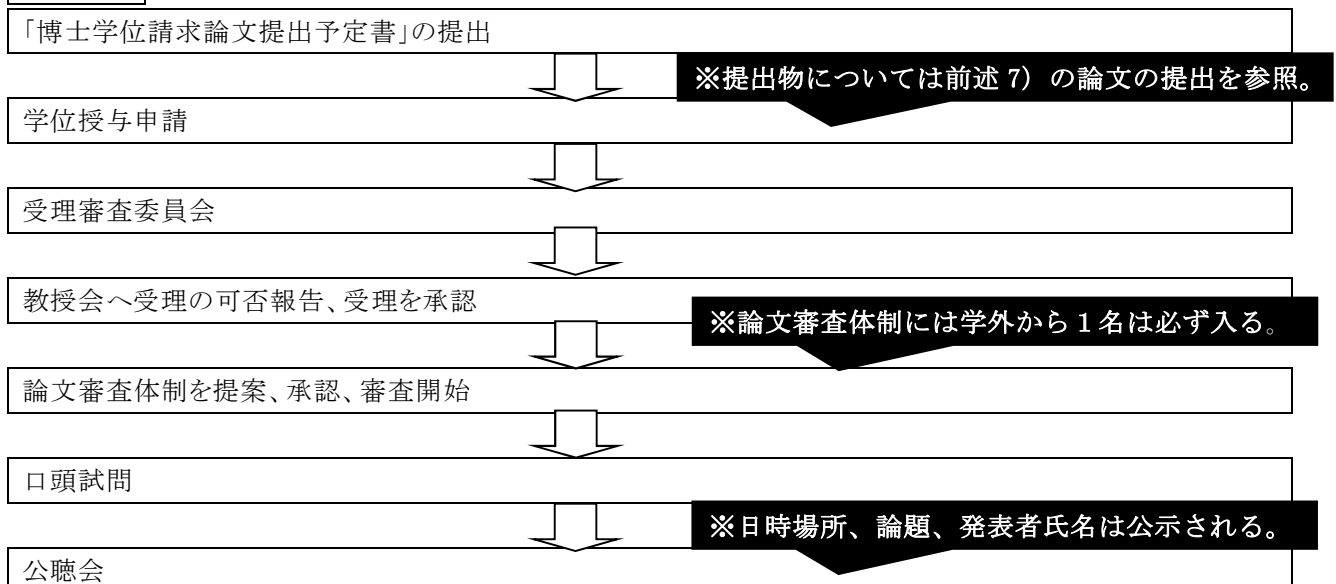 「博士学位請求論文提出予定書」の提出
※提出物については前述 7）の論文の提出を参照。
学位授与申請
受理審査委員会
教授会へ受理の可否報告、受理を承認
※論文審査体制には学外から１名は必ず入る。
論文審査体制を提案、承認、審査開始
口頭試問
※日時場所、論題、発表者氏名は公示される。
公聴会